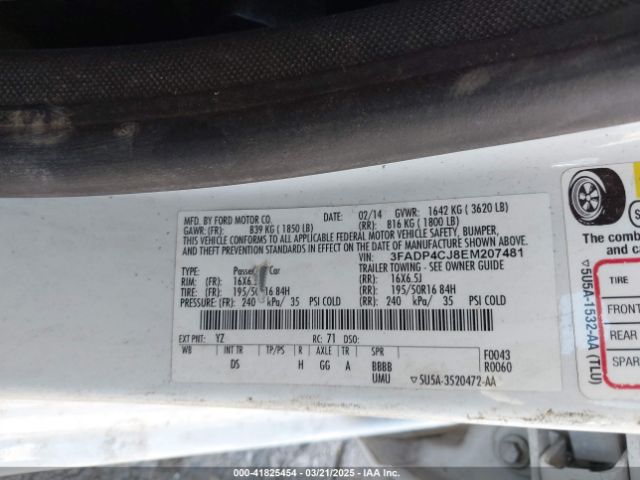 MFD. BY FORD MOTOR CO.
DATE: 02/14 GVWR: 1642 KG ( 3620 LB)
GAWR: (FR): 839 KG ( 1850 LB) (RR): 816 KG ( 1800 LB)
THIS VEHICLE CONFORMS TO ALL APPLICABLE FEDERAL MOTOR VEHICLE SAFETY, BUMPER,
AND THEFT PREVENTION STANDARDS IN EFFECT ON THE DATE OF MANUFACTURE SHOWN ABOVE.
VIN: 3FADP4CJ8EM207481
TYPE: Car TRAILER TOWING - SEE OWNER GUIDE
RIM: (FR): 16X6.5J (RR): 16X6.5J
TIRE: (FR): 16 84H (RR): 195/50R16 84H
PRESSURE: (FR): 240 kPa/ 35 PSI COLD (RR): 240 kPa/ 35 PSI COLD
EXT PNT: YZ RC: 71 DSO:
WB INT TR TP/PS R AXLE TR SPR F0043
DS H GG A BBBB R0060
UMU ▽5U5A-3520472-AA
The
and
▽5U5A-1532-AA (TLU)
TIRE
FRONT
REAR
00-41825454 — 03/21/2025 — IAA Inc.